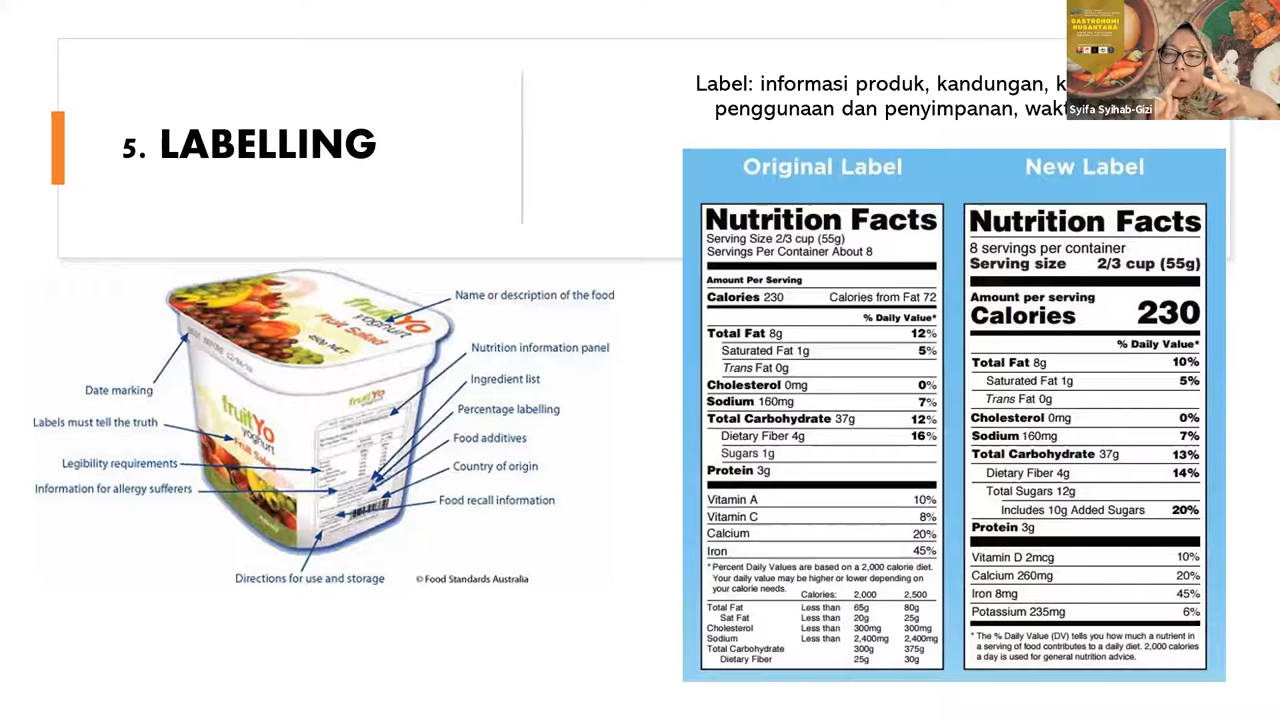 5. LABELLING
Label: informasi produk, kandungan,
penggunaan dan penyimpanan,
GASTRONOMI
NUSANTARA
Syifa Syihab-Gizi
Name or description of the food
Nutrition information panel
Ingredient list
Percentage labelling
Food additives
Country of origin
Food recall information
Date marking
Labels must tell the truth
Legibility requirements
Information for allergy sufferers
Directions for use and storage
© Food Standards Australia
fruitYo
yoghurt
Fruit Salad
fruitYo
yoghurt
Fruit Salad
fruitYo
Original Label
Nutrition Facts
Serving Size 2/3 cup (55g)
Servings Per Container About 8
Amount Per Serving
Calories 230 Calories from Fat 72
% Daily Value*
Total Fat 8g 12%
Saturated Fat 1g 5%
Trans Fat 0g
Cholesterol 0mg 0%
Sodium 160mg 7%
Total Carbohydrate 37g 12%
Dietary Fiber 4g 16%
Sugars 1g
Protein 3g
Vitamin A 10%
Vitamin C 8%
Calcium 20%
Iron 45%
* Percent Daily Values are based on a 2,000 calorie diet.
Your daily value may be higher or lower depending on
your calorie needs.
Calories: 2,000 2,500
Total Fat Less than 65g 80g
Sat Fat Less than 20g 25g
Cholesterol Less than 300mg 300mg
Sodium Less than 2,400mg 2,400mg
Total Carbohydrate 300g 375g
Dietary Fiber 25g 30g
New Label
Nutrition Facts
8 servings per container
Serving size 2/3 cup (55g)
Amount per serving
Calories 230
% Daily Value*
Total Fat 8g 10%
Saturated Fat 1g 5%
Trans Fat 0g
Cholesterol 0mg 0%
Sodium 160mg 7%
Total Carbohydrate 37g 13%
Dietary Fiber 4g 14%
Total Sugars 12g
Includes 10g Added Sugars 20%
Protein 3g
Vitamin D 2mcg 10%
Calcium 260mg 20%
Iron 8mg 45%
Potassium 235mg 6%
* The % Daily Value (DV) tells you how much a nutrient in
a serving of food contributes to a daily diet. 2,000 calories
a day is used for general nutrition advice.